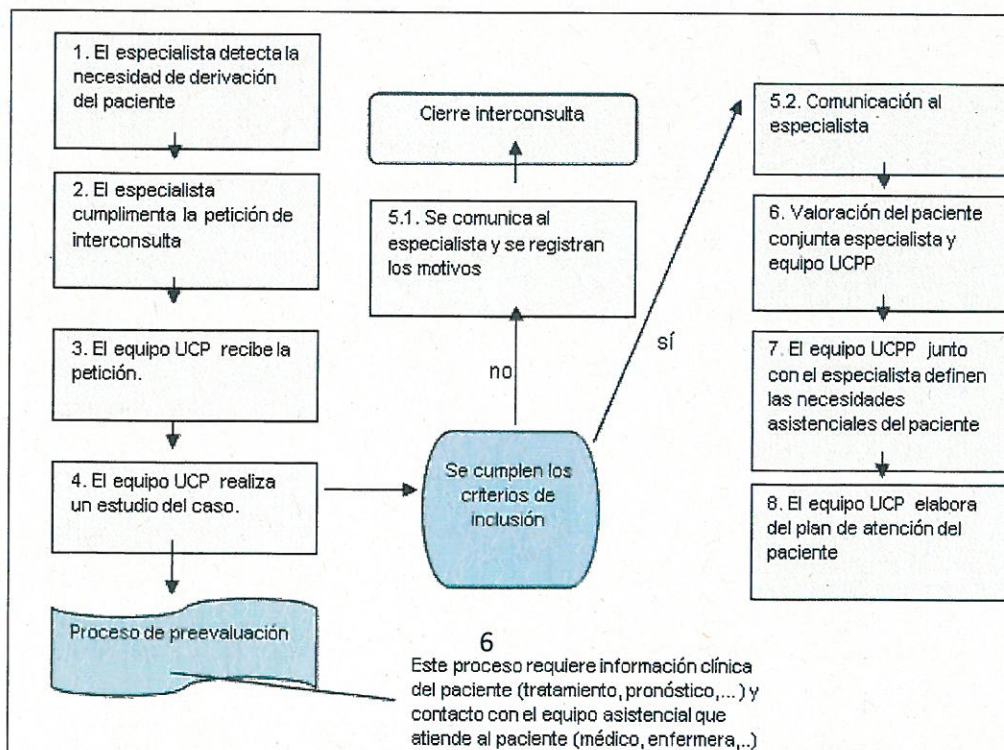 1. El especialista detecta la
necesidad de derivación
del paciente
2. El especialista
cumplimenta la petición de
interconsulta
3. El equipo UCP recibe la
petición.
4. El equipo UCP realiza
un estudio del caso.
Proceso de preevaluación
Cierre interconsulta
5.1. Se comunica al
especialista y se registran
los motivos
no
sí
Se cumplen los
criterios de
inclusión
6
Este proceso requiere información clínica
del paciente (tratamiento, pronóstico,...) y
contacto con el equipo asistencial que
atiende al paciente (médico, enfermera,..)
5.2. Comunicación al
especialista
6. Valoración del paciente
conjunta especialista y
equipo UCPP
7. El equipo UCPP junto
con el especialista definen
las necesidades
asistenciales del paciente
8. El equipo UCP elabora
del plan de atención del
paciente